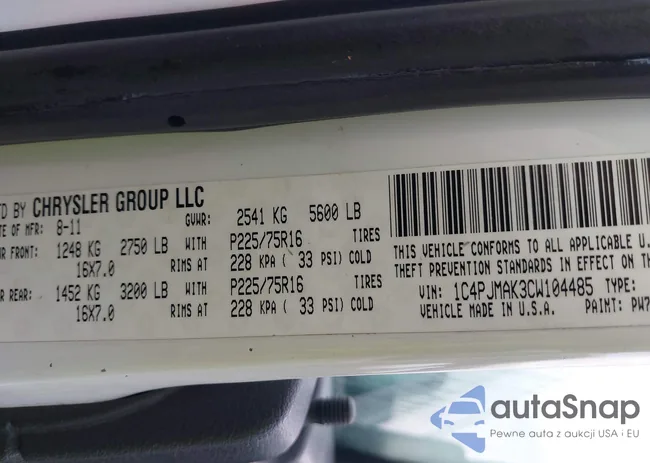 FD BY CHRYSLER GROUP LLC
ATE OF MFR: 8-11 GVWR: 2541 KG 5600 LB
R FRONT: 1248 KG 2750 LB WITH P225/75R16 TIRES
16X7.0 RIMS AT 228 KPA ( 33 PSI) COLD
R REAR: 1452 KG 3200 LB WITH P225/75R16 TIRES
16X7.0 RIMS AT 228 KPA ( 33 PSI) COLD
THIS VEHICLE CONFORMS TO ALL APPLICABLE U.
THEFT PREVENTION STANDARDS IN EFFECT ON THE
VIN: 1C4PJMAK3CW104485 TYPE:
VEHICLE MADE IN U.S.A. PAINT: PW7
autaSnap
Pewne auta z aukcji USA i EU